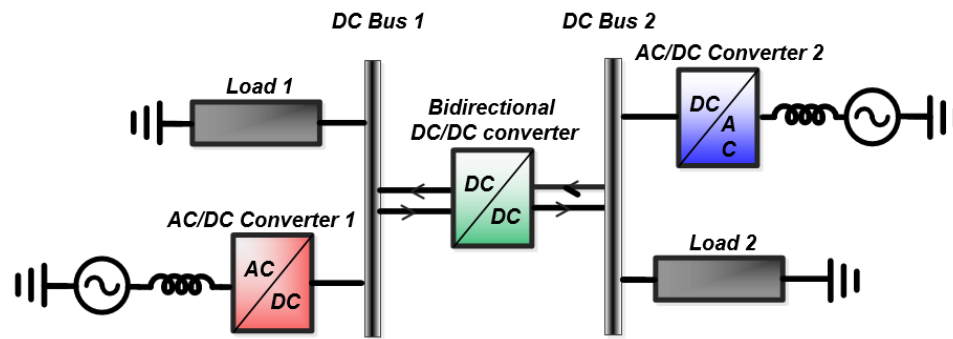 DC Bus 1
DC Bus 2
AC/DC Converter 2
Load 1
Bidirectional
DC/DC converter
DC
A
C
DC
DC
AC/DC Converter 1
AC
DC
Load 2